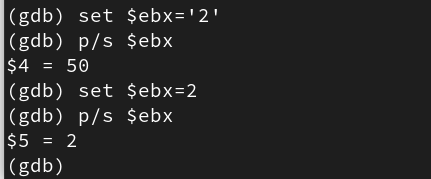 (gdb) set $ebx='2'
(gdb) p/s $ebx
$4 = 50
(gdb) set $ebx=2
(gdb) p/s $ebx
$5 = 2
(gdb)